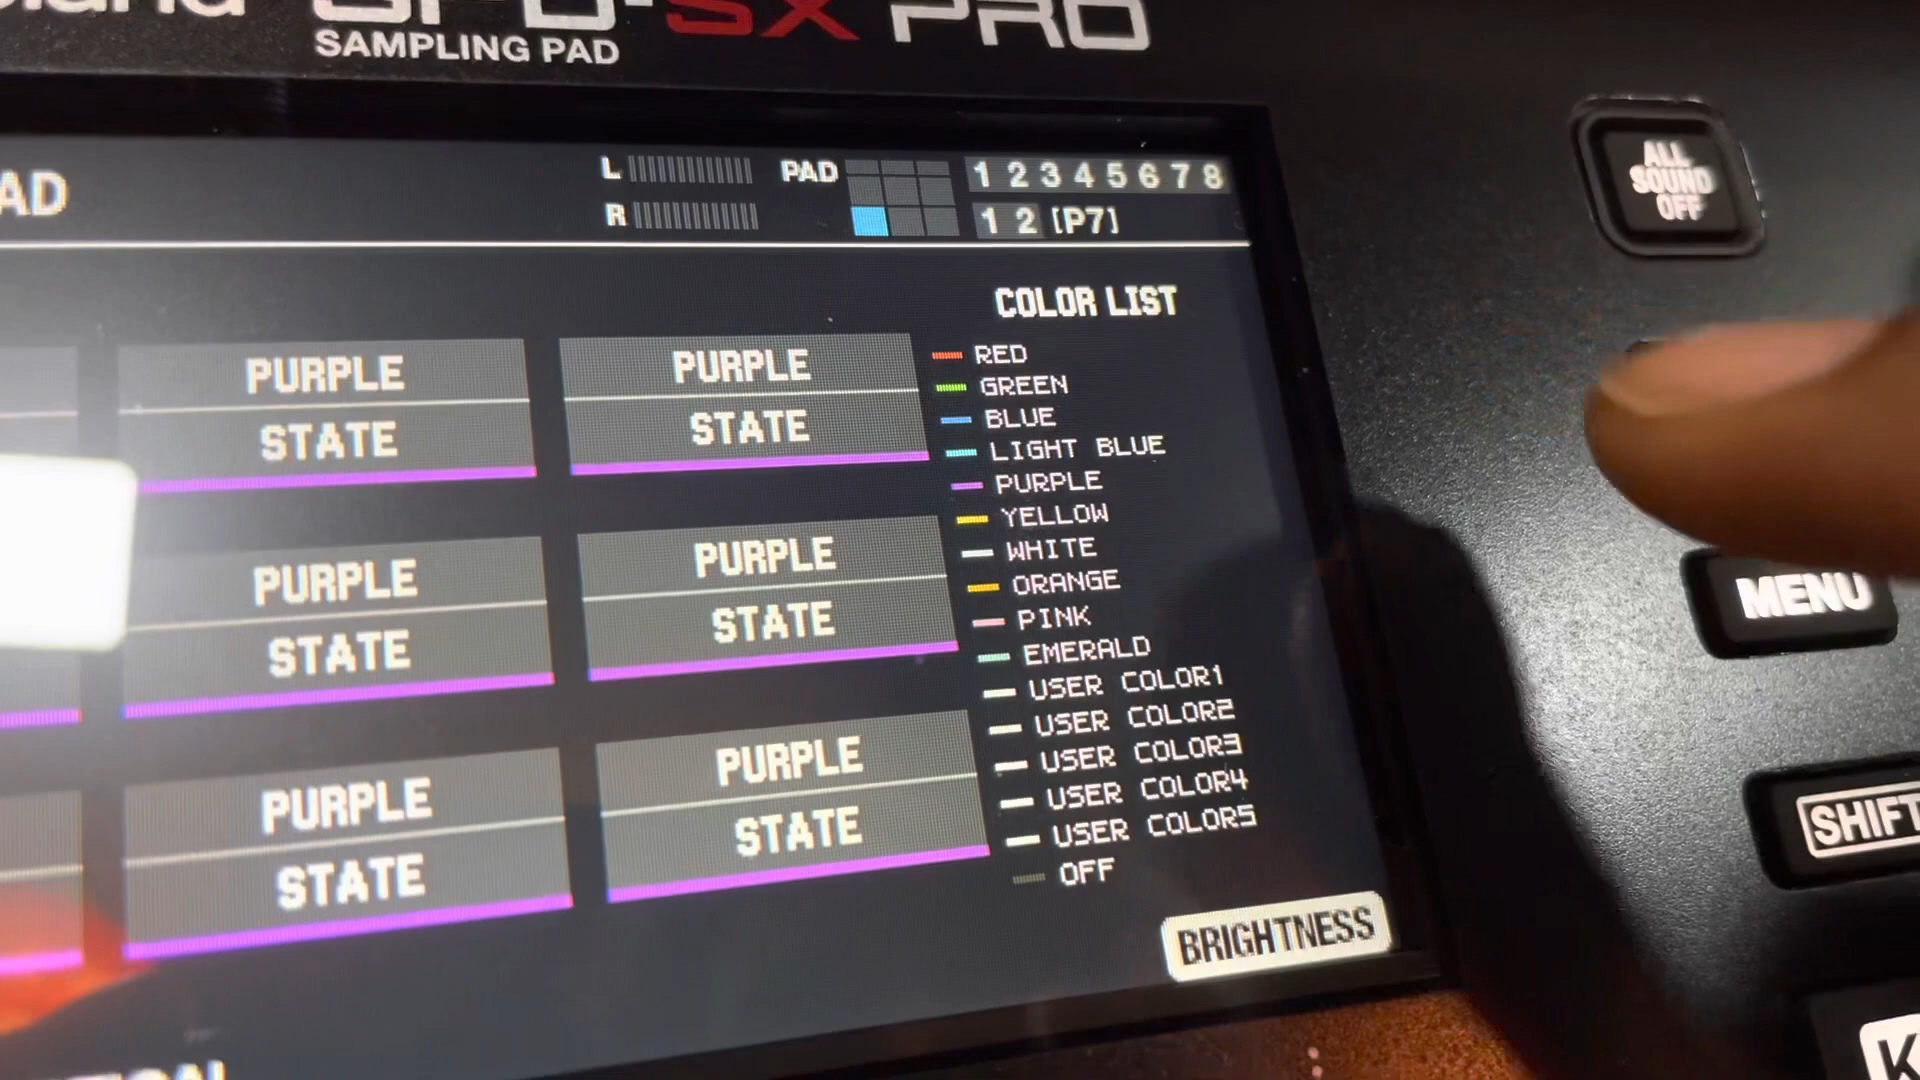 SX PRO
SAMPLING PAD
ALL
SOUND
OFF
L
R
PAD
1 2 3 4 5 6 7 8
1 2 [P7]
COLOR LIST
RED
GREEN
BLUE
LIGHT BLUE
PURPLE
YELLOW
WHITE
ORANGE
PINK
EMERALD
USER COLOR1
USER COLOR2
USER COLOR3
USER COLOR4
USER COLOR5
OFF
PURPLE
STATE
PURPLE
STATE
PURPLE
STATE
PURPLE
STATE
PURPLE
STATE
PURPLE
STATE
BRIGHTNESS
MENU
SHIFT